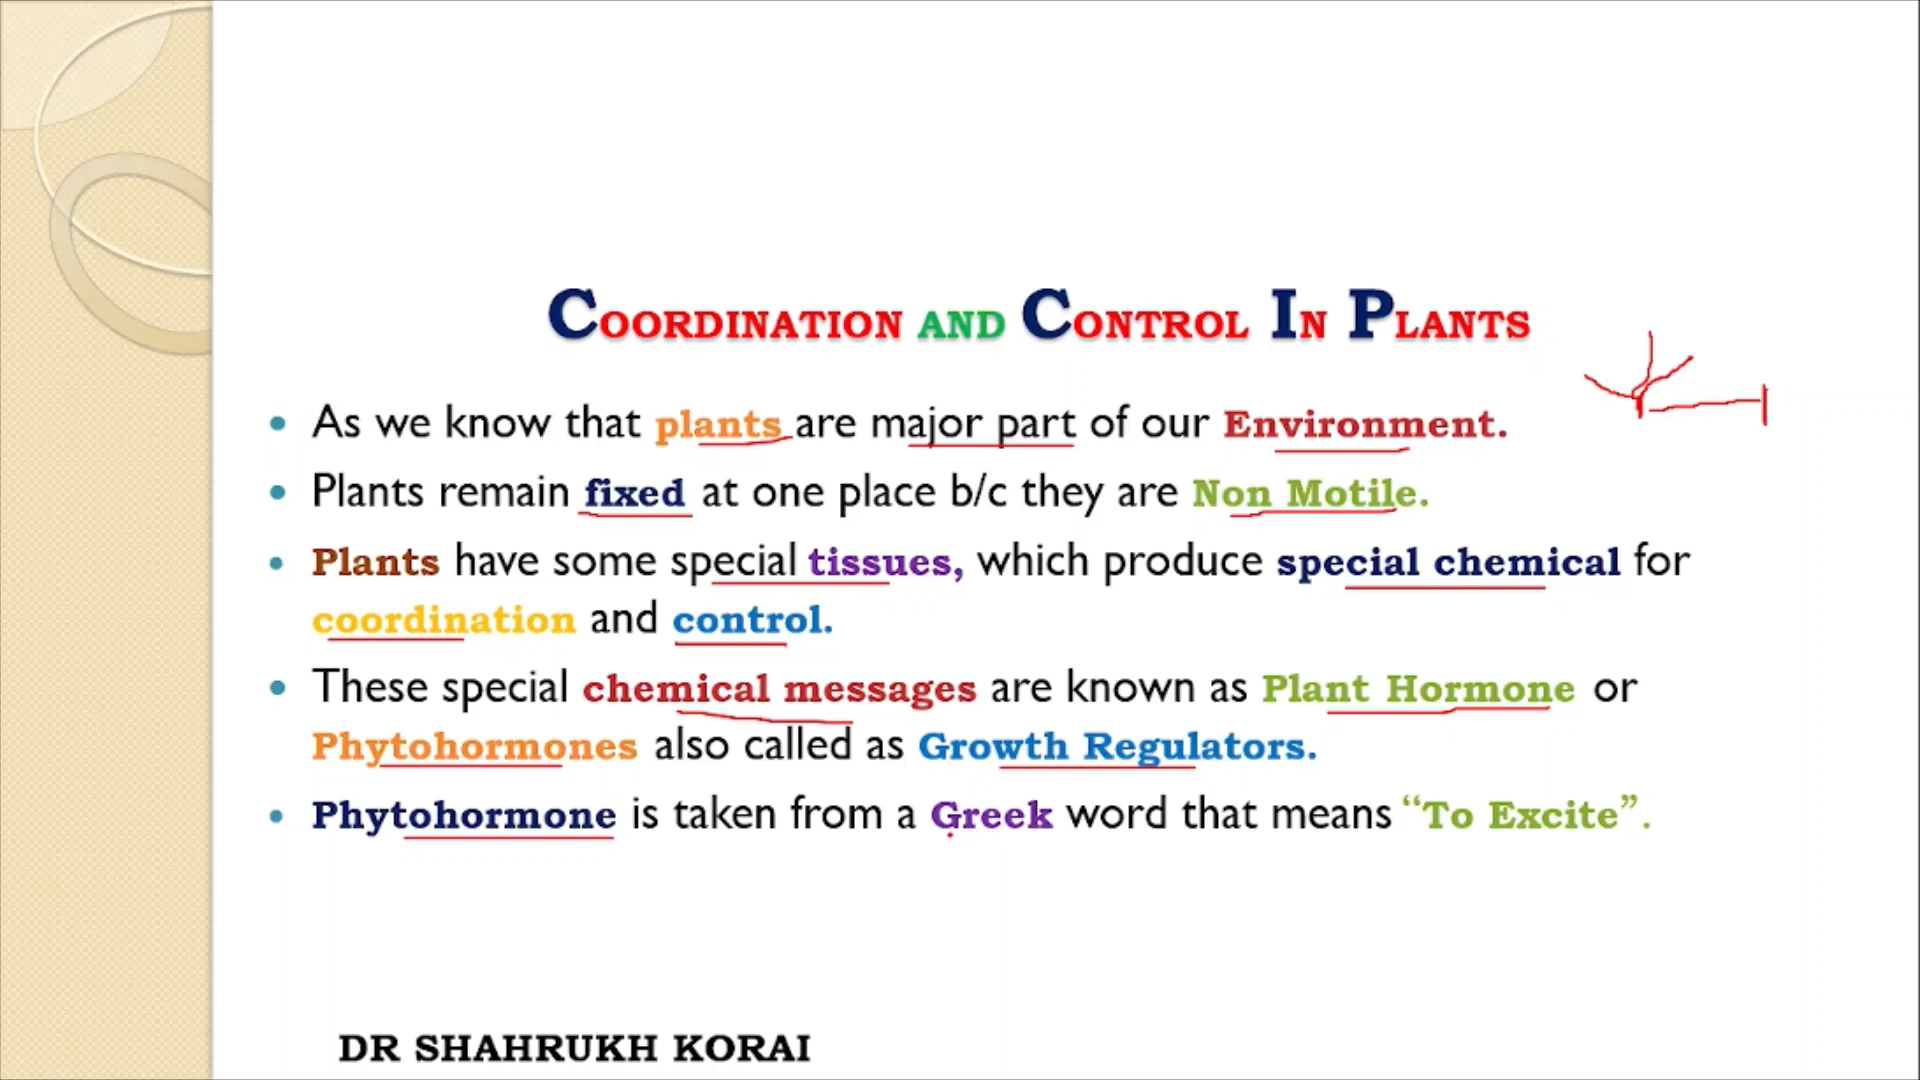 COORDINATION AND CONTROL IN PLANTS
• As we know that plants are major part of our Environment.
• Plants remain fixed at one place b/c they are Non Motile.
• Plants have some special tissues, which produce special chemical for
coordination and control.
• These special chemical messages are known as Plant Hormone or
Phytohormones also called as Growth Regulators.
• Phytohormone is taken from a Greek word that means “To Excite”.
DR SHAHRUKH KORAI